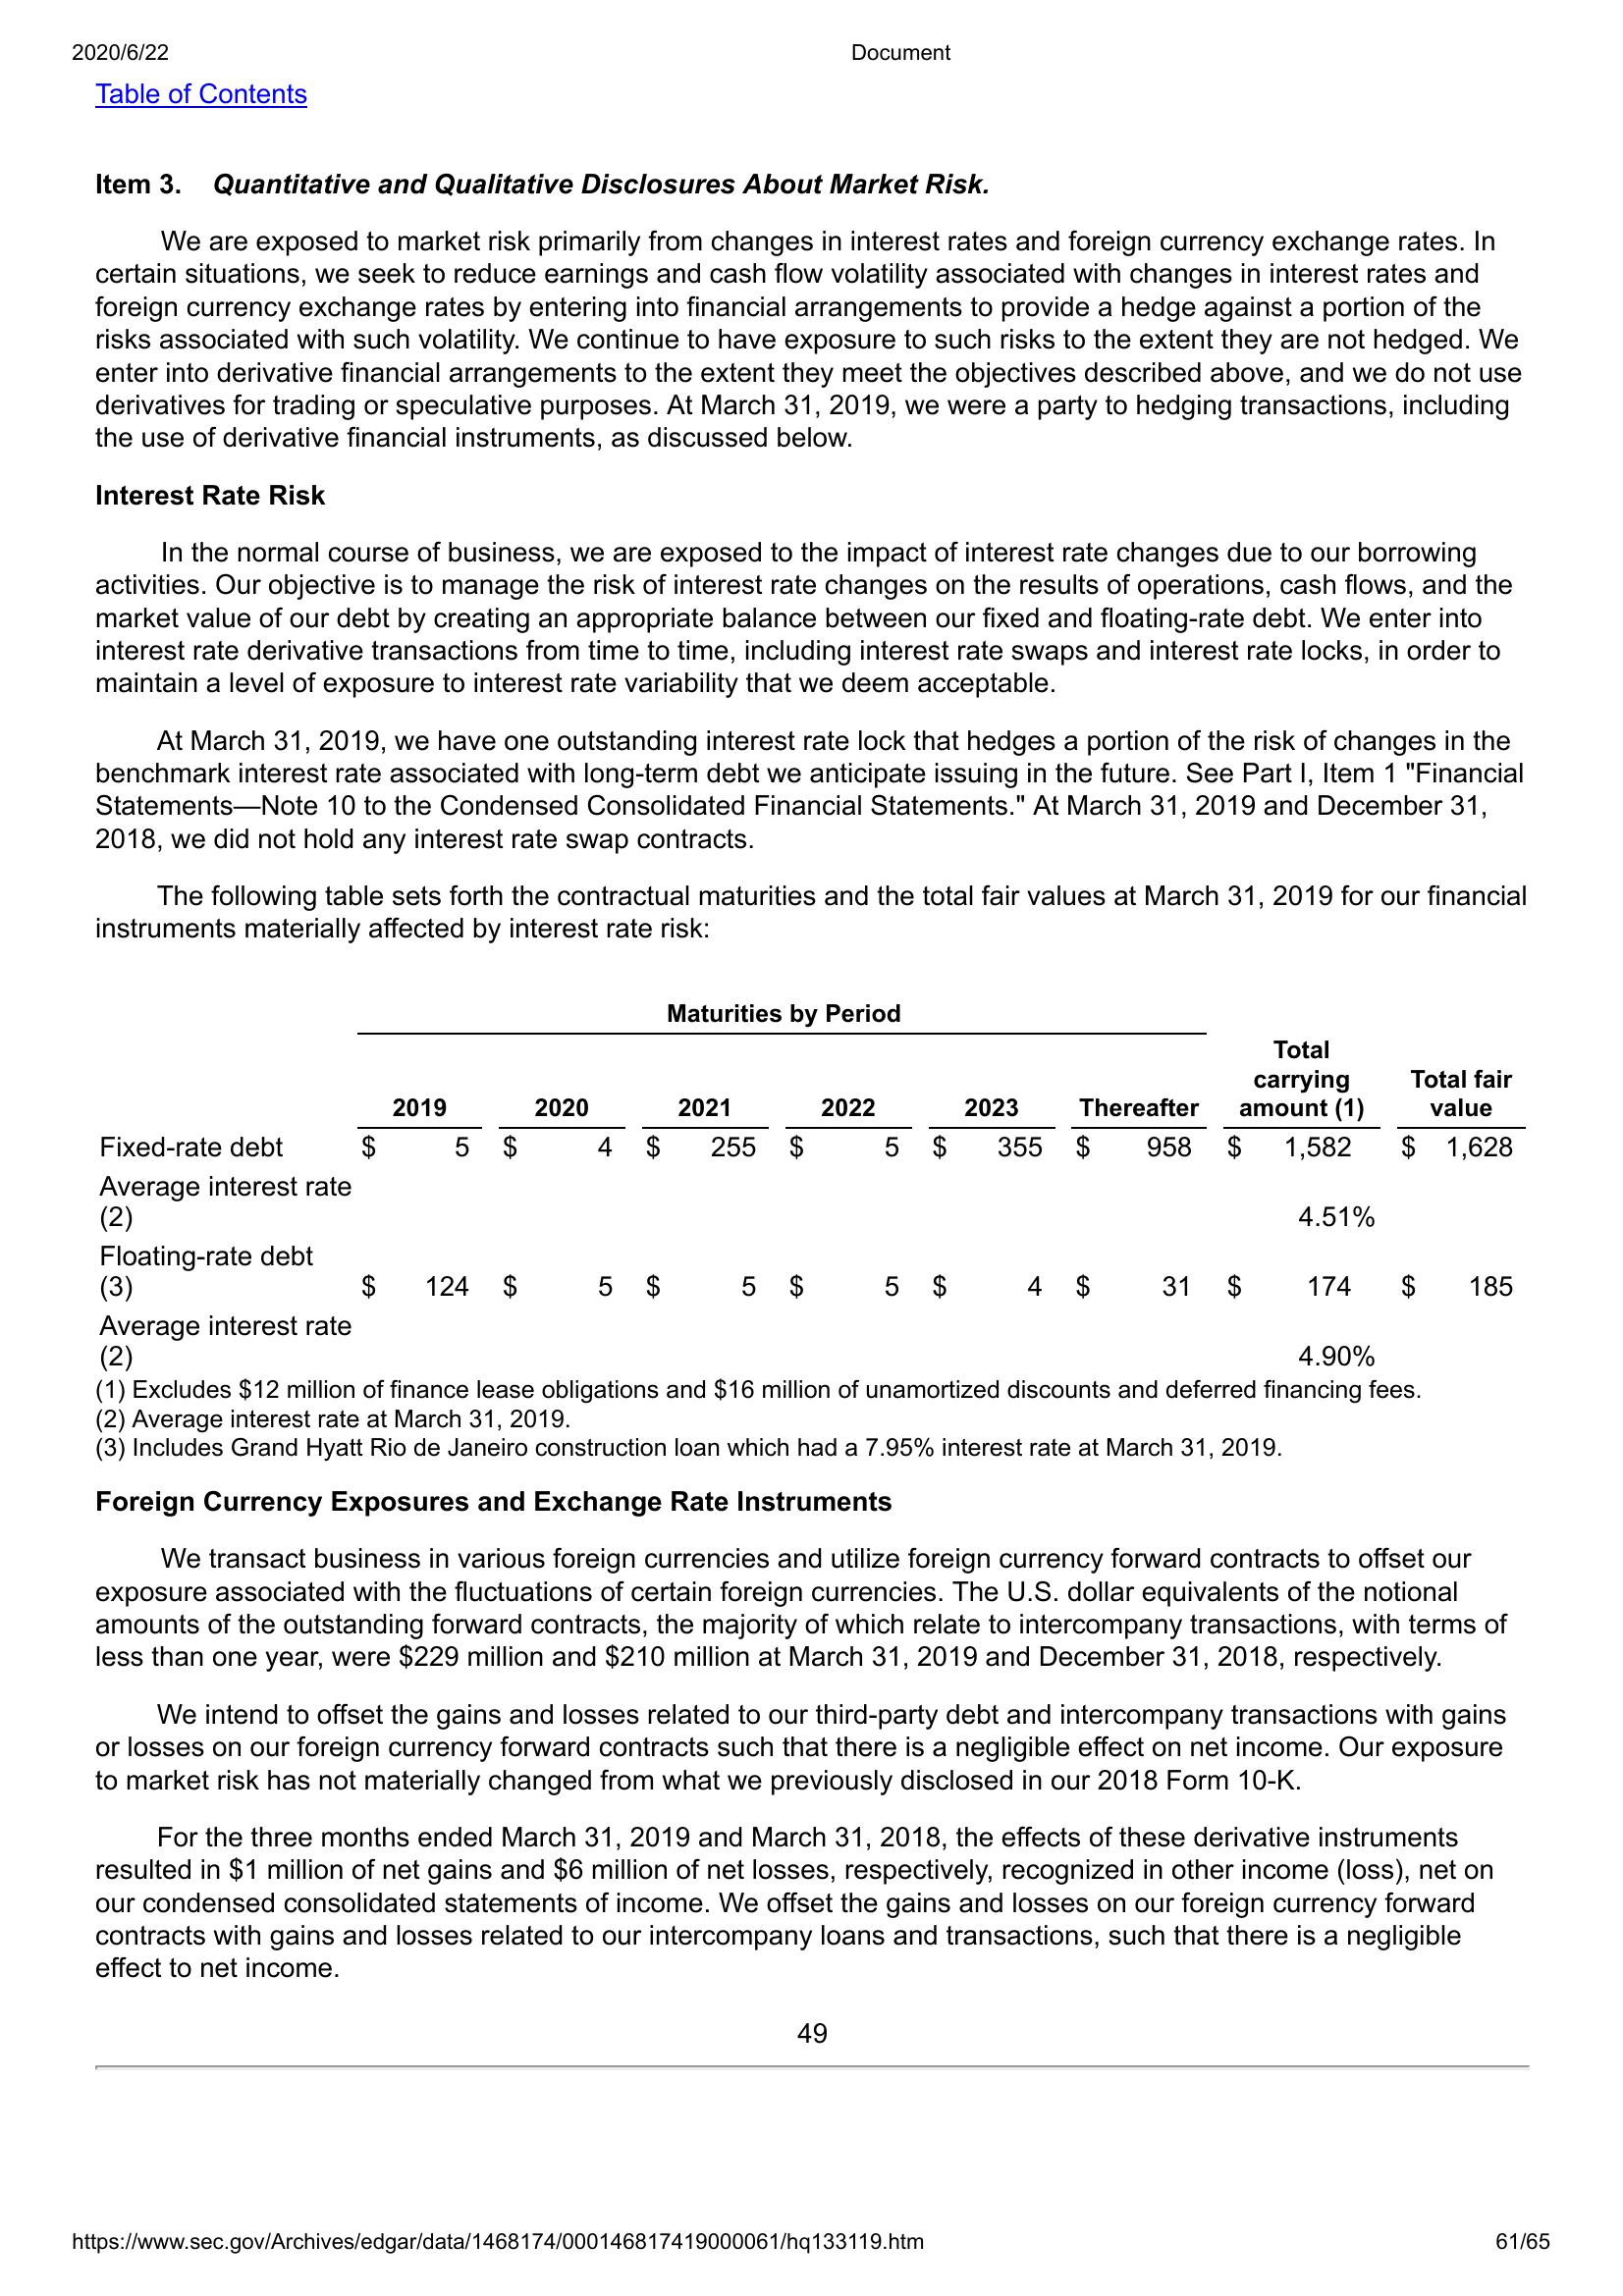 2020/6/22 Document
Table of Contents
Item 3. Quantitative and Qualitative Disclosures About Market Risk.
We are exposed to market risk primarily from changes in interest rates and foreign currency exchange rates. In
certain situations, we seek to reduce earnings and cash flow volatility associated with changes in interest rates and
foreign currency exchange rates by entering into financial arrangements to provide a hedge against a portion of the
risks associated with such volatility. We continue to have exposure to such risks to the extent they are not hedged. We
enter into derivative financial arrangements to the extent they meet the objectives described above, and we do not use
derivatives for trading or speculative purposes. At March 31, 2019, we were a party to hedging transactions, including
the use of derivative financial instruments, as discussed below.
Interest Rate Risk
In the normal course of business, we are exposed to the impact of interest rate changes due to our borrowing
activities. Our objective is to manage the risk of interest rate changes on the results of operations, cash flows, and the
market value of our debt by creating an appropriate balance between our fixed and floating-rate debt. We enter into
interest rate derivative transactions from time to time, including interest rate swaps and interest rate locks, in order to
maintain a level of exposure to interest rate variability that we deem acceptable.
At March 31, 2019, we have one outstanding interest rate lock that hedges a portion of the risk of changes in the
benchmark interest rate associated with long-term debt we anticipate issuing in the future. See Part I, Item 1 "Financial
Statements—Note 10 to the Condensed Consolidated Financial Statements." At March 31, 2019 and December 31,
2018, we did not hold any interest rate swap contracts.
The following table sets forth the contractual maturities and the total fair values at March 31, 2019 for our financial
instruments materially affected by interest rate risk:
Maturities by Period
Total
carrying Total fair
2019 2020 2021 2022 2023 Thereafter amount (1) value
Fixed-rate debt $ 5 $ 4 $ 255 $ 5 $ 355 $ 958 $ 1,582 $ 1,628
Average interest rate
(2) 4.51%
Floating-rate debt
(3) $ 124 $ 5 $ 5 $ 5 $ 4 $ 31 $ 174 $ 185
Average interest rate
(2) 4.90%
(1) Excludes $12 million of finance lease obligations and $16 million of unamortized discounts and deferred financing fees.
(2) Average interest rate at March 31, 2019.
(3) Includes Grand Hyatt Rio de Janeiro construction loan which had a 7.95% interest rate at March 31, 2019.
Foreign Currency Exposures and Exchange Rate Instruments
We transact business in various foreign currencies and utilize foreign currency forward contracts to offset our
exposure associated with the fluctuations of certain foreign currencies. The U.S. dollar equivalents of the notional
amounts of the outstanding forward contracts, the majority of which relate to intercompany transactions, with terms of
less than one year, were $229 million and $210 million at March 31, 2019 and December 31, 2018, respectively.
We intend to offset the gains and losses related to our third-party debt and intercompany transactions with gains
or losses on our foreign currency forward contracts such that there is a negligible effect on net income. Our exposure
to market risk has not materially changed from what we previously disclosed in our 2018 Form 10-K.
For the three months ended March 31, 2019 and March 31, 2018, the effects of these derivative instruments
resulted in $1 million of net gains and $6 million of net losses, respectively, recognized in other income (loss), net on
our condensed consolidated statements of income. We offset the gains and losses on our foreign currency forward
contracts with gains and losses related to our intercompany loans and transactions, such that there is a negligible
effect to net income.
49
https://www.sec.gov/Archives/edgar/data/1468174/000146817419000061/hq133119.htm 61/65